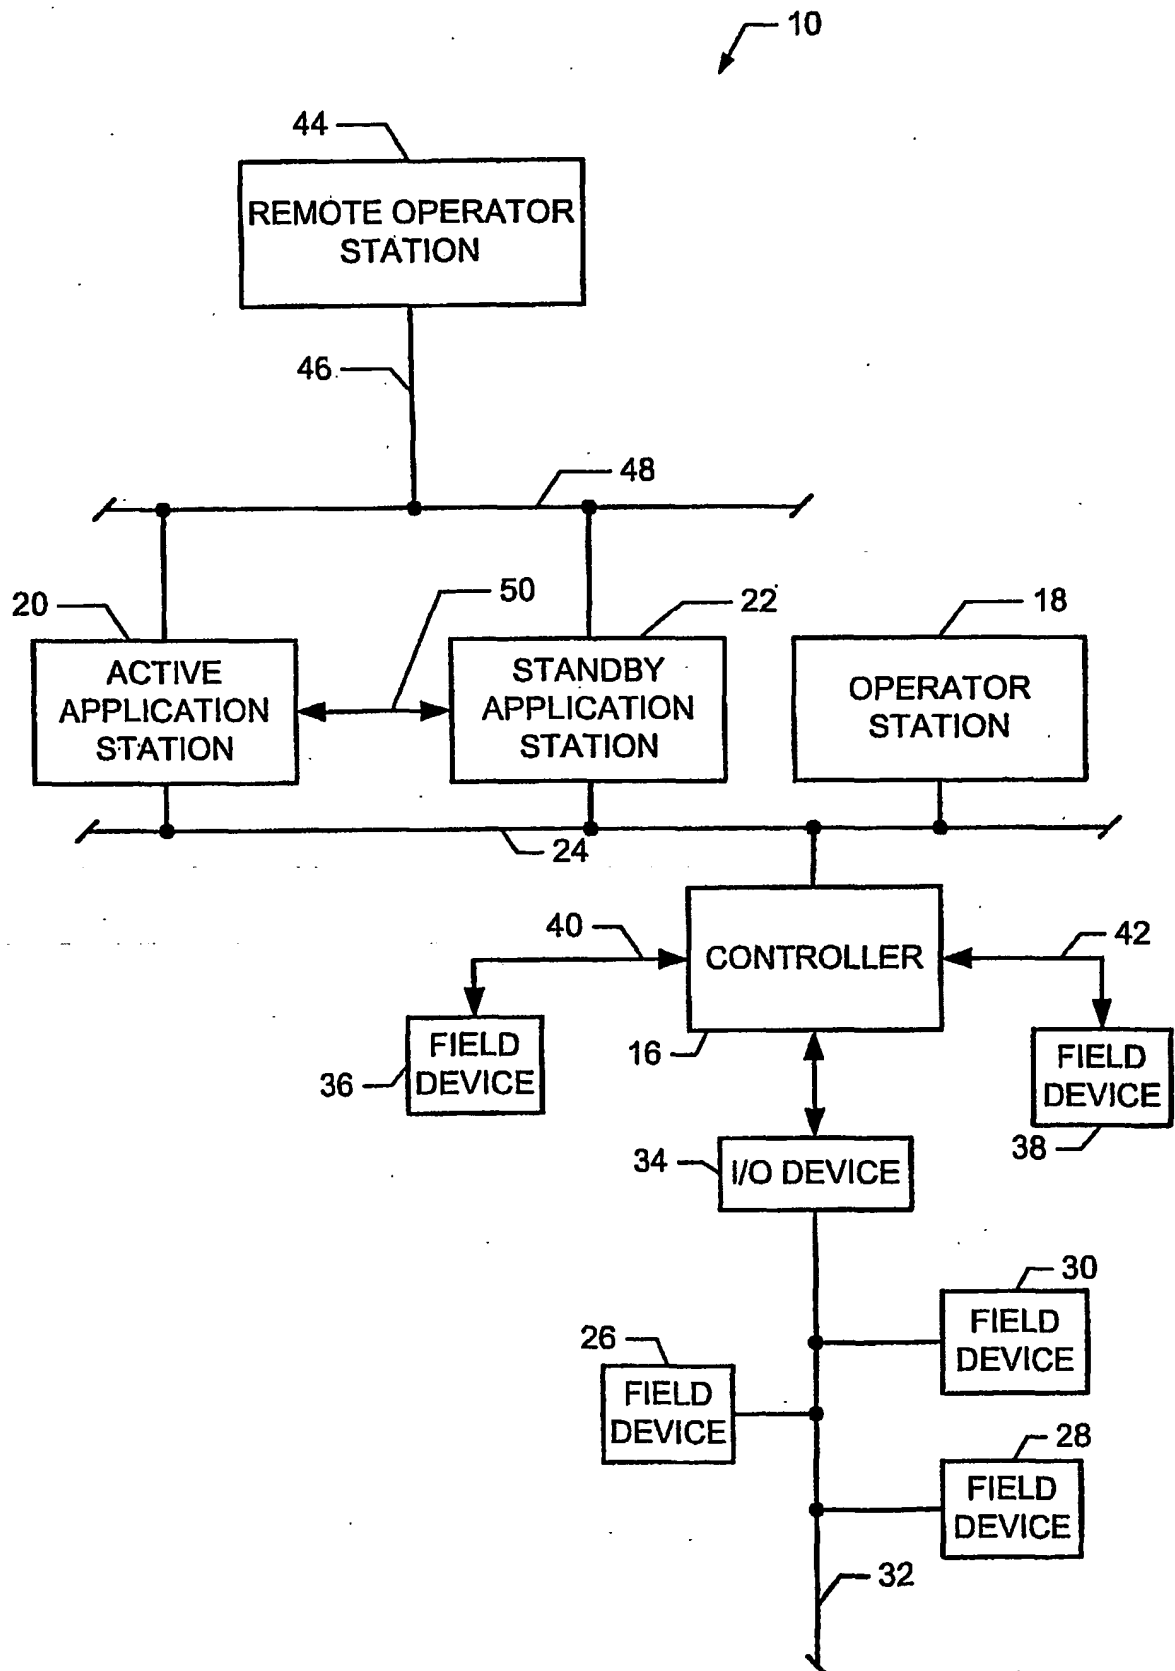 10
44
REMOTE OPERATOR
STATION
46
48
20
50
22
18
ACTIVE
APPLICATION
STATION
STANDBY
APPLICATION
STATION
OPERATOR
STATION
24
40
CONTROLLER
42
36
FIELD
DEVICE
16
FIELD
DEVICE
38
34
I/O DEVICE
30
FIELD
DEVICE
26
FIELD
DEVICE
28
FIELD
DEVICE
32